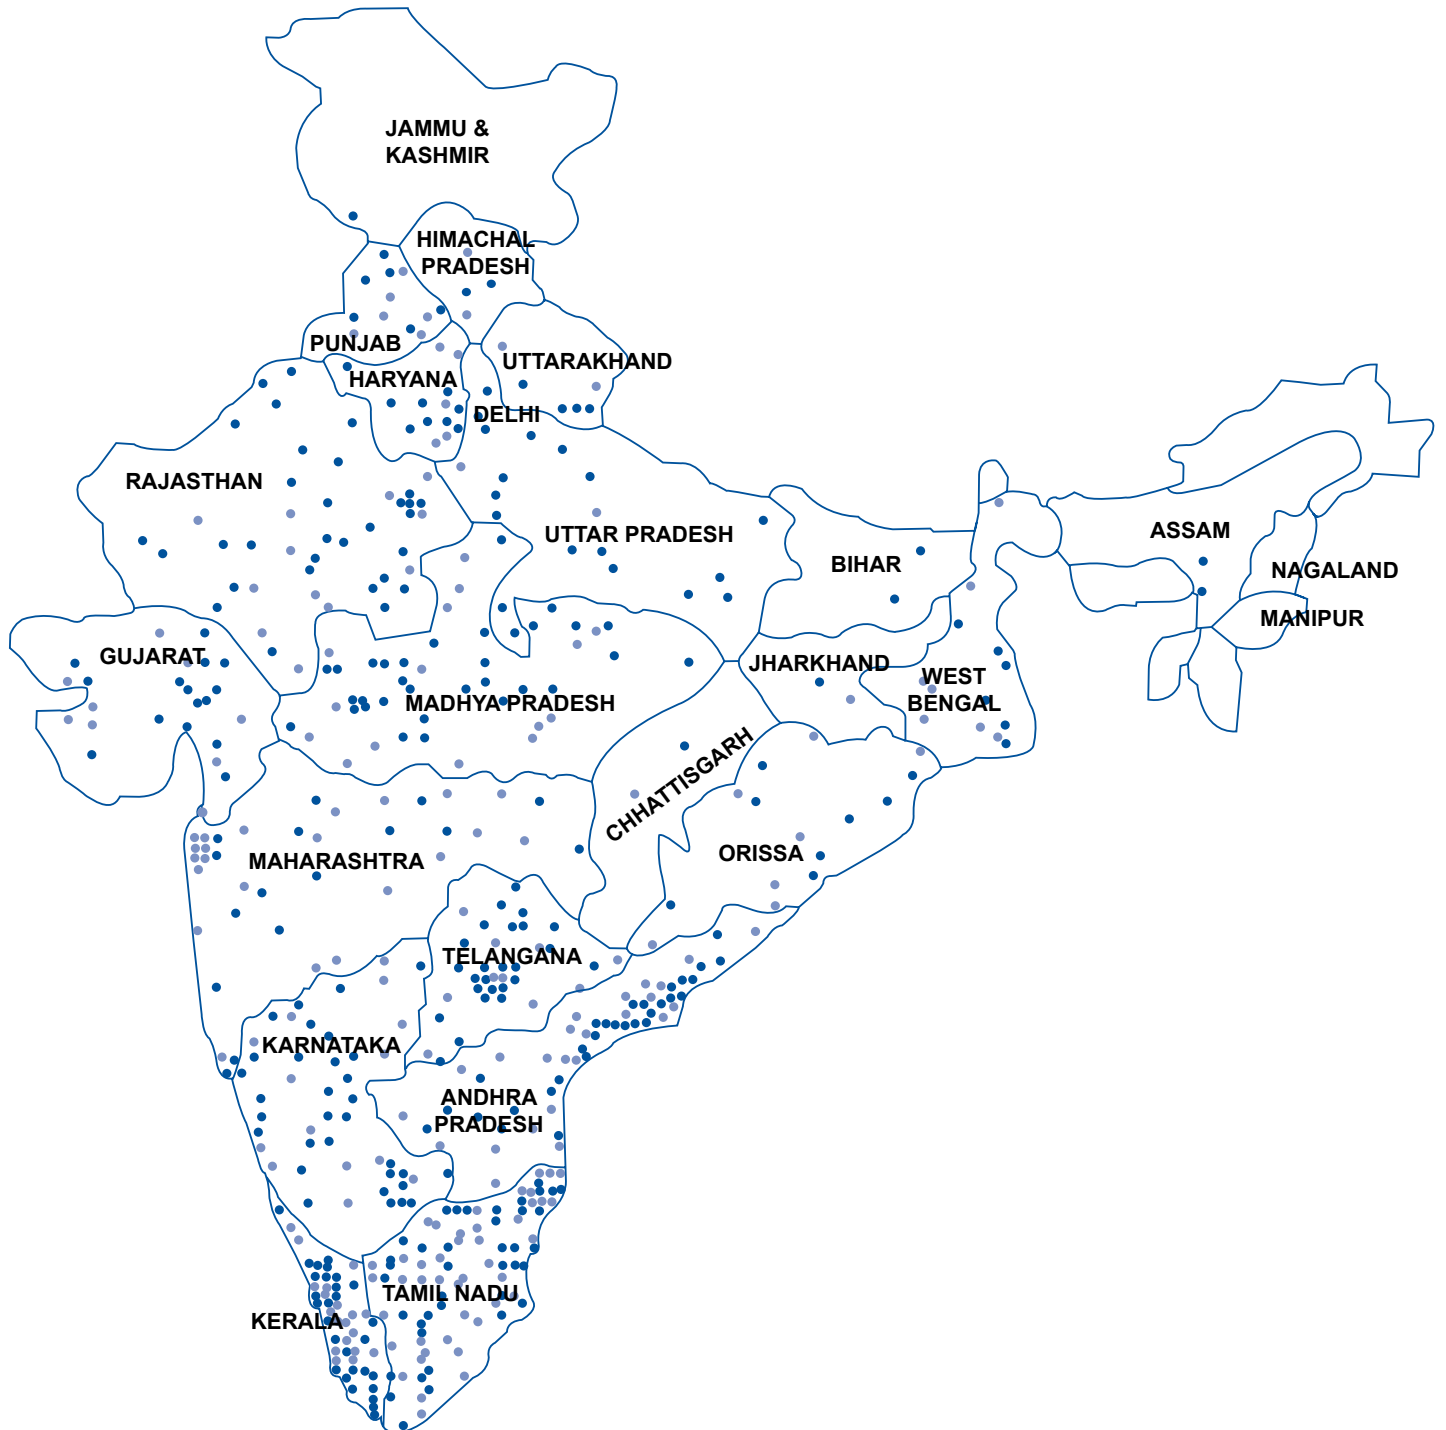 JAMMU &
KASHMIR
HIMACHAL
PRADESH
PUNJAB
UTTARAKHAND
HARYANA
DELHI
RAJASTHAN
UTTAR PRADESH
ASSAM
BIHAR
NAGALAND
MANIPUR
GUJARAT
JHARKHAND
WEST
BENGAL
MADHYA PRADESH
CHHATTISGARH
MAHARASHTRA
ORISSA
TELANGANA
KARNATAKA
ANDHRA
PRADESH
TAMIL NADU
KERALA